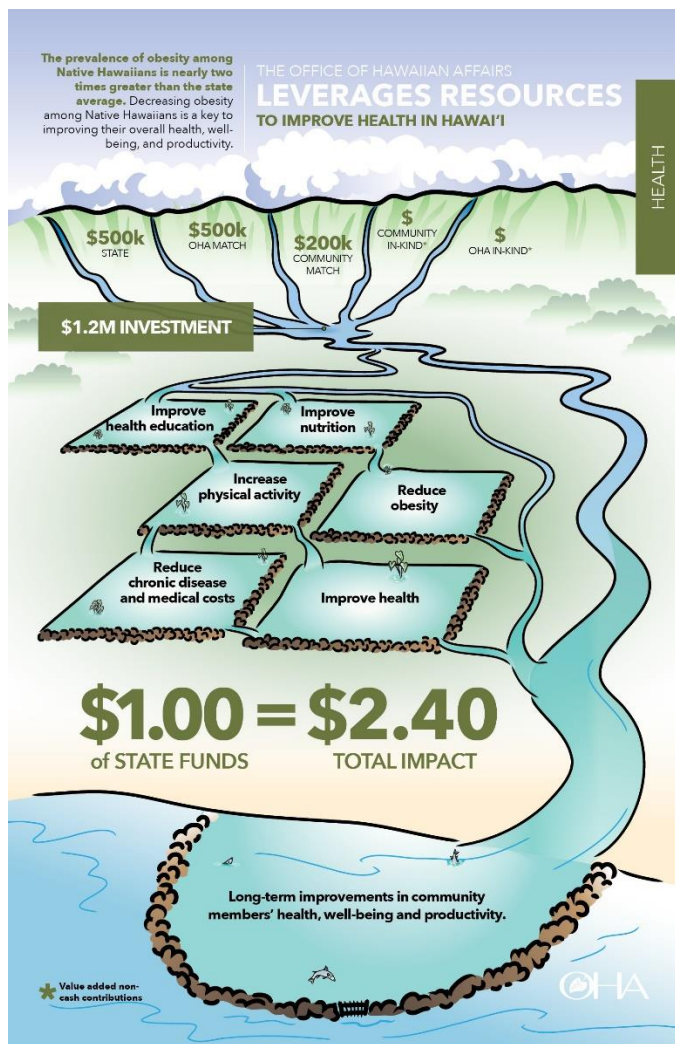 The prevalence of obesity among
Native Hawaiians is nearly two
times greater than the state
average. Decreasing obesity
among Native Hawaiians is a key to
improving their overall health, well-
being, and productivity.
THE OFFICE OF HAWAIIAN AFFAIRS
LEVERAGES RESOURCES
TO IMPROVE HEALTH IN HAWAI‘I
HEALTH
$500k
STATE
$500k
OHA MATCH
$200k
COMMUNITY
MATCH
$
COMMUNITY
IN-KIND*
$
OHA IN-KIND*
$1.2M INVESTMENT
Improve
health education
Improve
nutrition
Increase
physical activity
Reduce
obesity
Reduce
chronic disease
and medical costs
Improve health
$1.00 = $2.40
of STATE FUNDS TOTAL IMPACT
Long-term improvements in community
members’ health, well-being and productivity.
* Value added non-
cash contributions
OHA